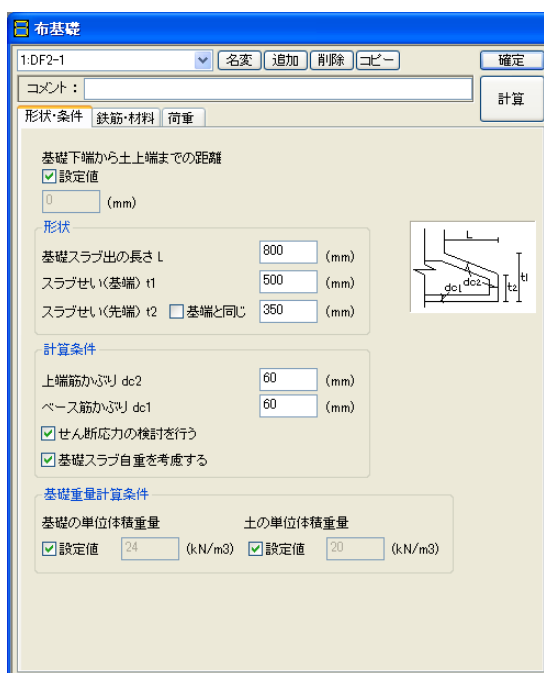 布基礎
1:DF2-1 名変 追加 削除 コピー 確定
コメント：
計算
形状・条件 鉄筋・材料 荷重
基礎下端から土上端までの距離
設定値
0 (mm)
形状
基礎スラブ出の長さ L 800 (mm)
スラブせい(基端) t1 500 (mm)
スラブせい(先端) t2 基端と同じ 350 (mm)
L
dc1 dc2 t2 t1
計算条件
上端筋かぶり dc2 60 (mm)
ベース筋かぶり dc1 60 (mm)
せん断応力の検討を行う
基礎スラブ自重を考慮する
基礎重量計算条件
基礎の単位体積重量 土の単位体積重量
設定値 24 (kN/m3) 設定値 20 (kN/m3)